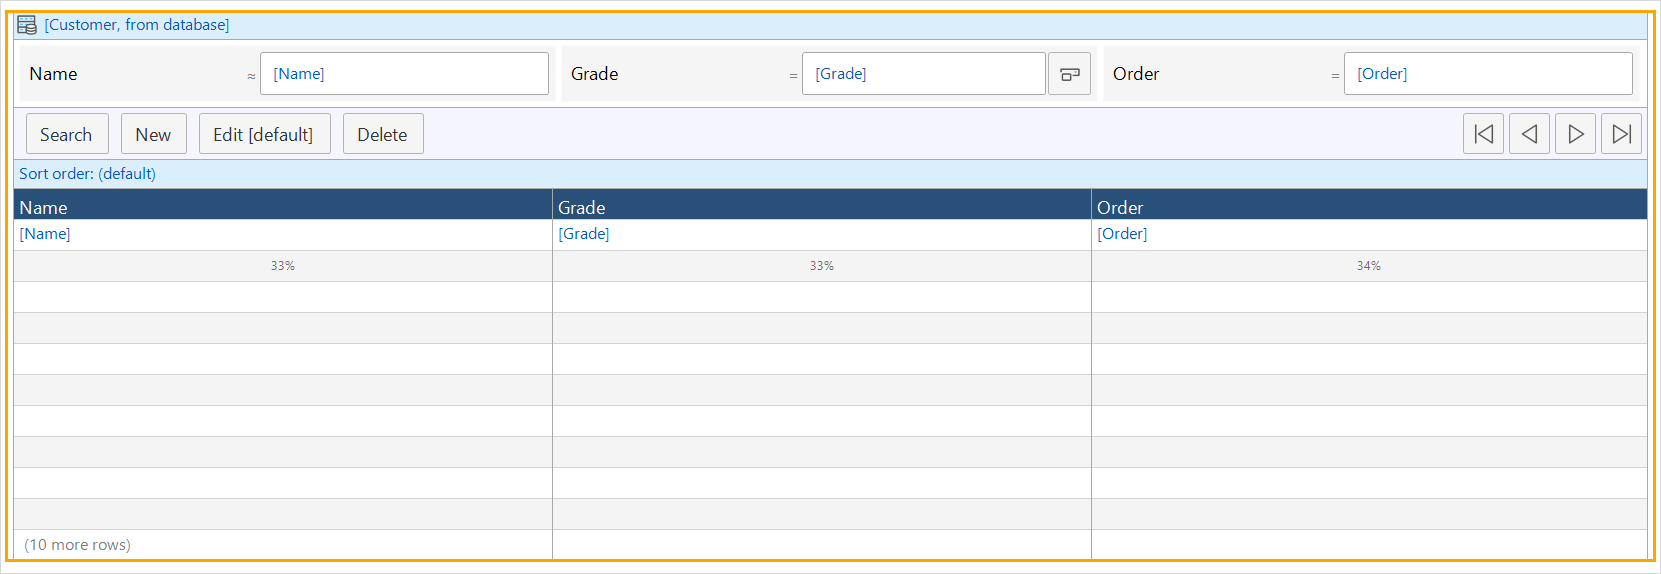 [Customer, from database]
Name ≈ [Name] Grade = [Grade] Order = [Order]
Search New Edit [default] Delete
Sort order: (default)
Name Grade Order
[Name] [Grade] [Order]
33% 33% 34%
(10 more rows)